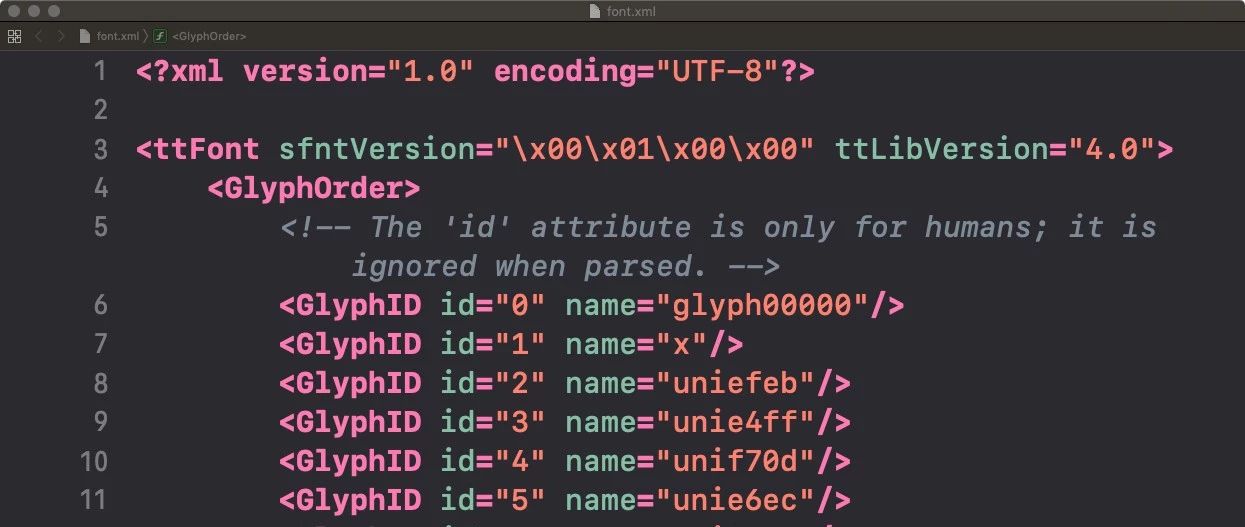 font.xml
font.xml 〉 <GlyphOrder>
1 <?xml version="1.0" encoding="UTF-8"?>
2
3 <ttFont sfntVersion="\x00\x01\x00\x00" ttLibVersion="4.0">
4 <GlyphOrder>
5 <!-- The 'id' attribute is only for humans; it is
ignored when parsed. -->
6 <GlyphID id="0" name="glyph00000"/>
7 <GlyphID id="1" name="x"/>
8 <GlyphID id="2" name="uniefeb"/>
9 <GlyphID id="3" name="unie4ff"/>
10 <GlyphID id="4" name="unif70d"/>
11 <GlyphID id="5" name="unie6ec"/>